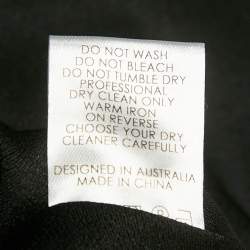 DO NOT WASH
DO NOT BLEACH
DO NOT TUMBLE DRY
PROFESSIONAL
DRY CLEAN ONLY
WARM IRON
ON REVERSE
CHOOSE YOUR DRY
CLEANER CAREFULLY
DESIGNED IN AUSTRALIA
MADE IN CHINA